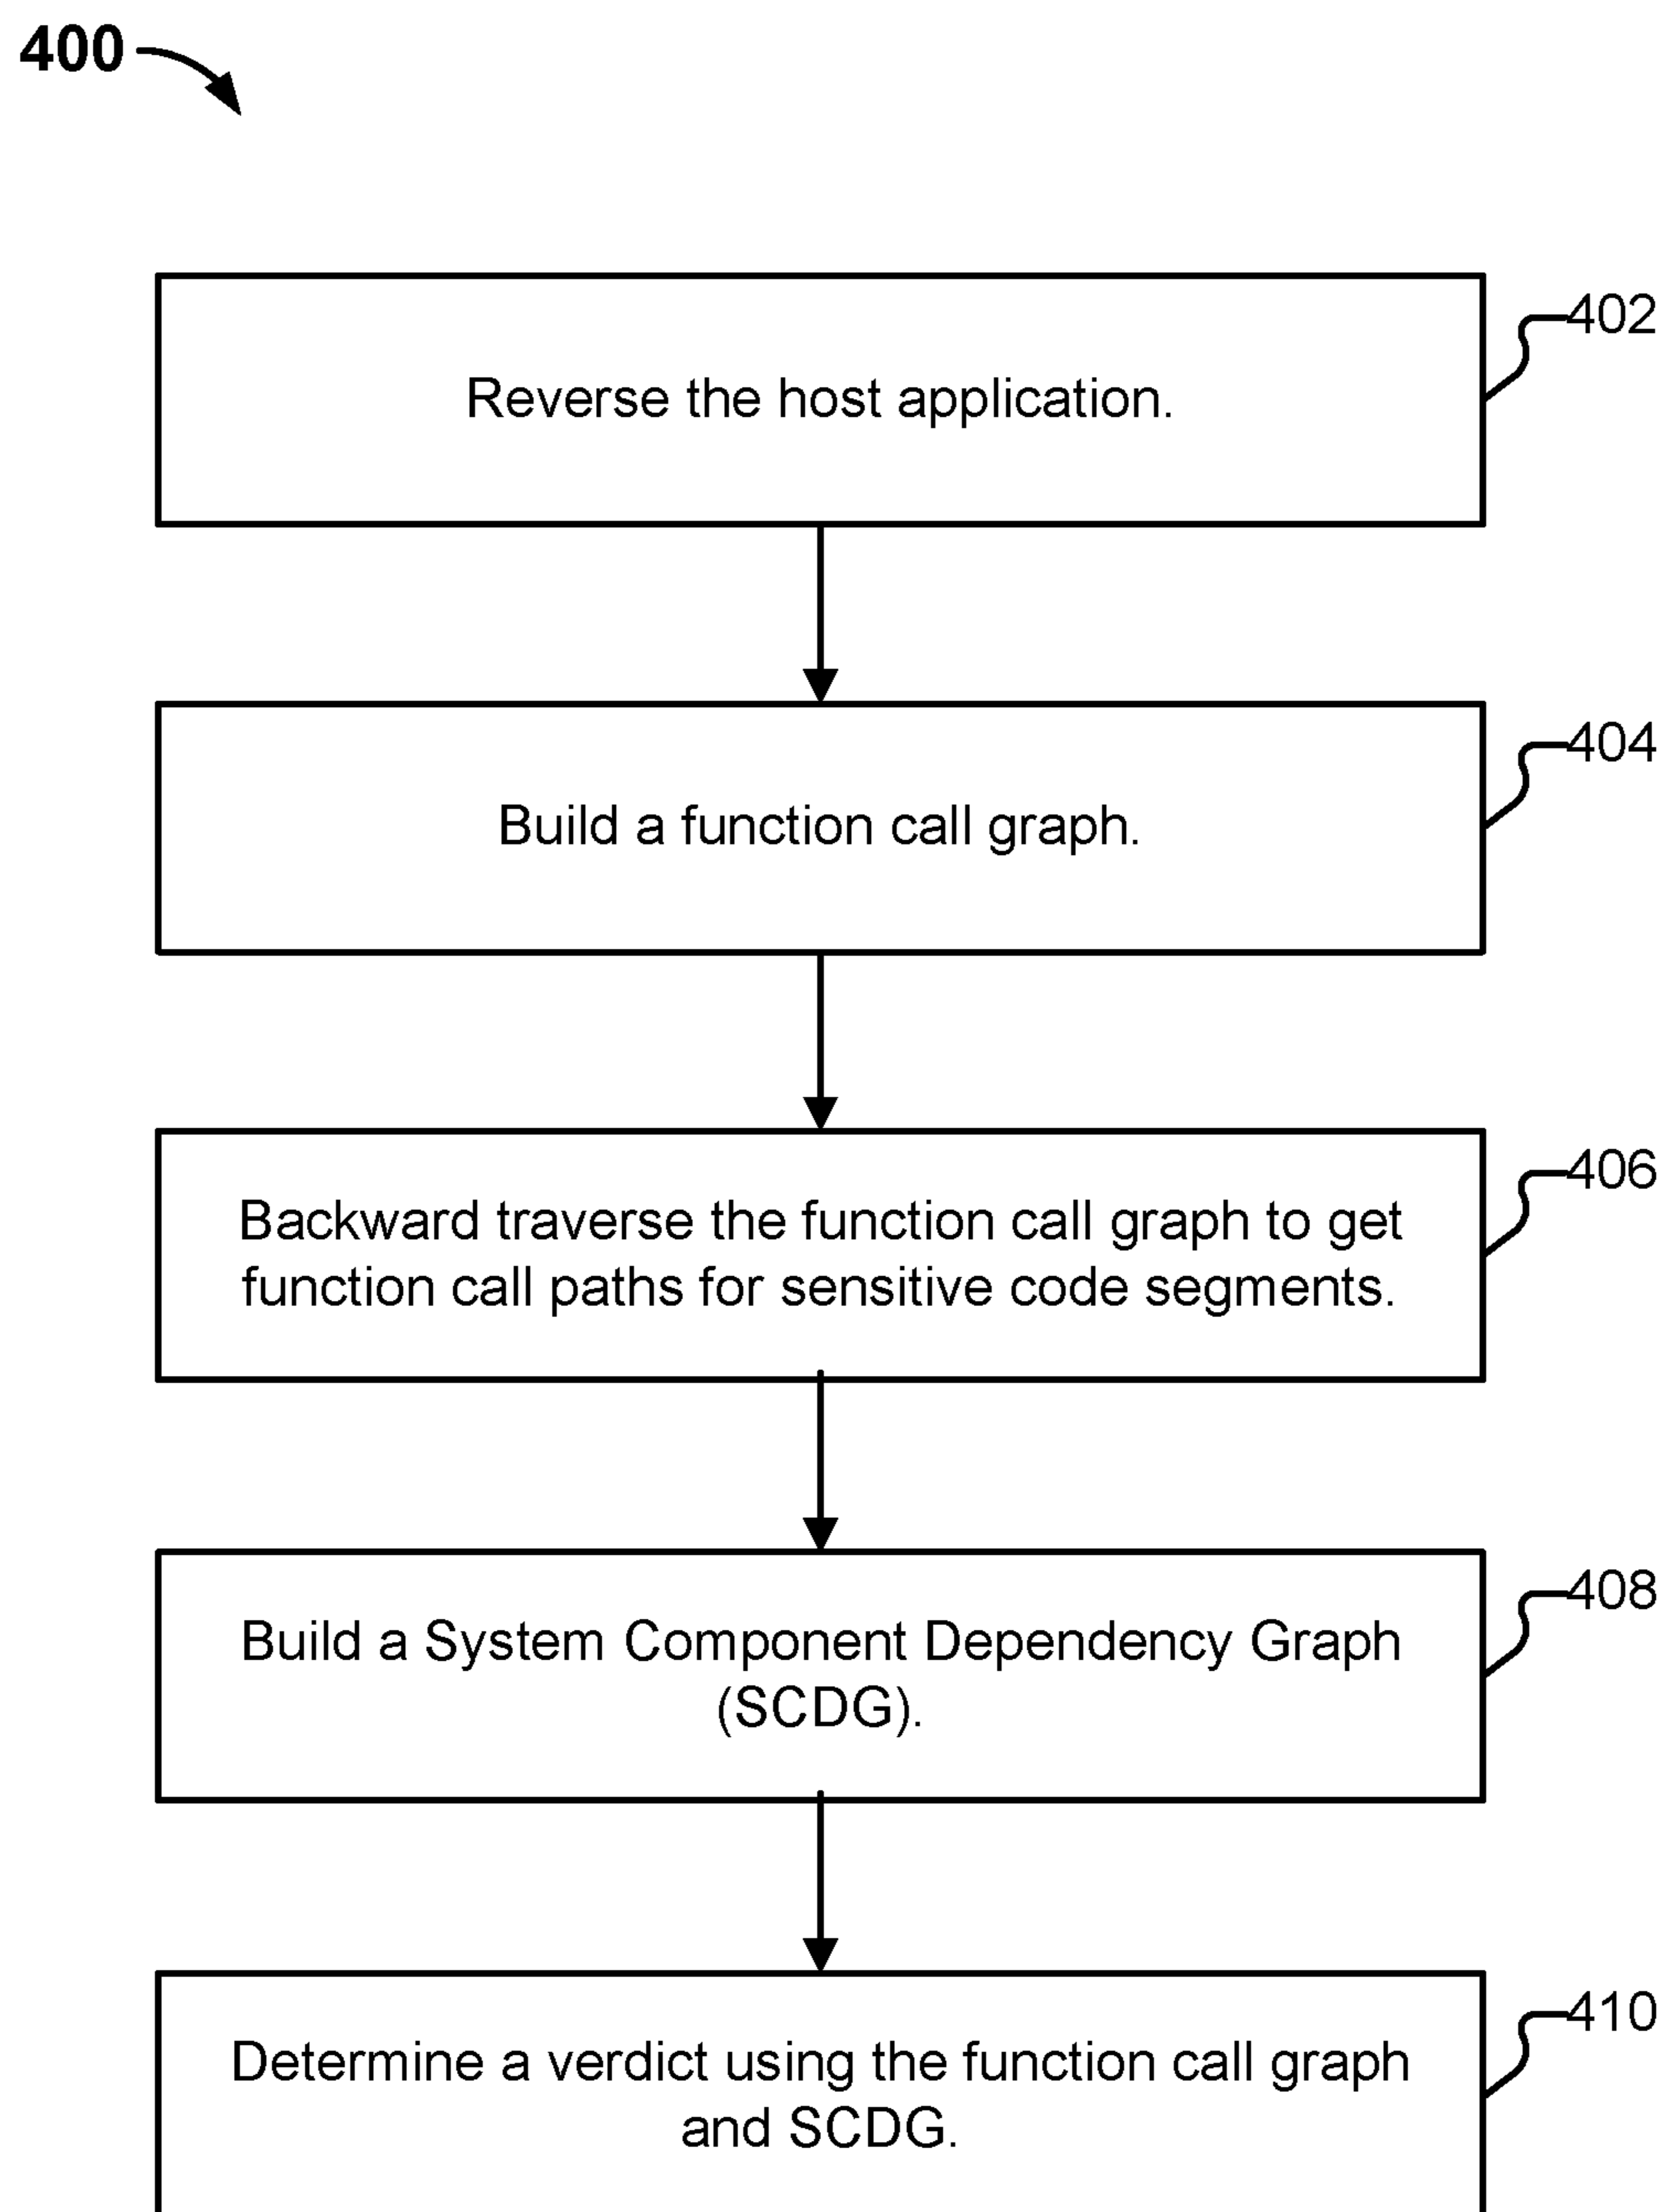 400
402
Reverse the host application.
404
Build a function call graph.
406
Backward traverse the function call graph to get
function call paths for sensitive code segments.
408
Build a System Component Dependency Graph
(SCDG).
410
Determine a verdict using the function call graph
and SCDG.